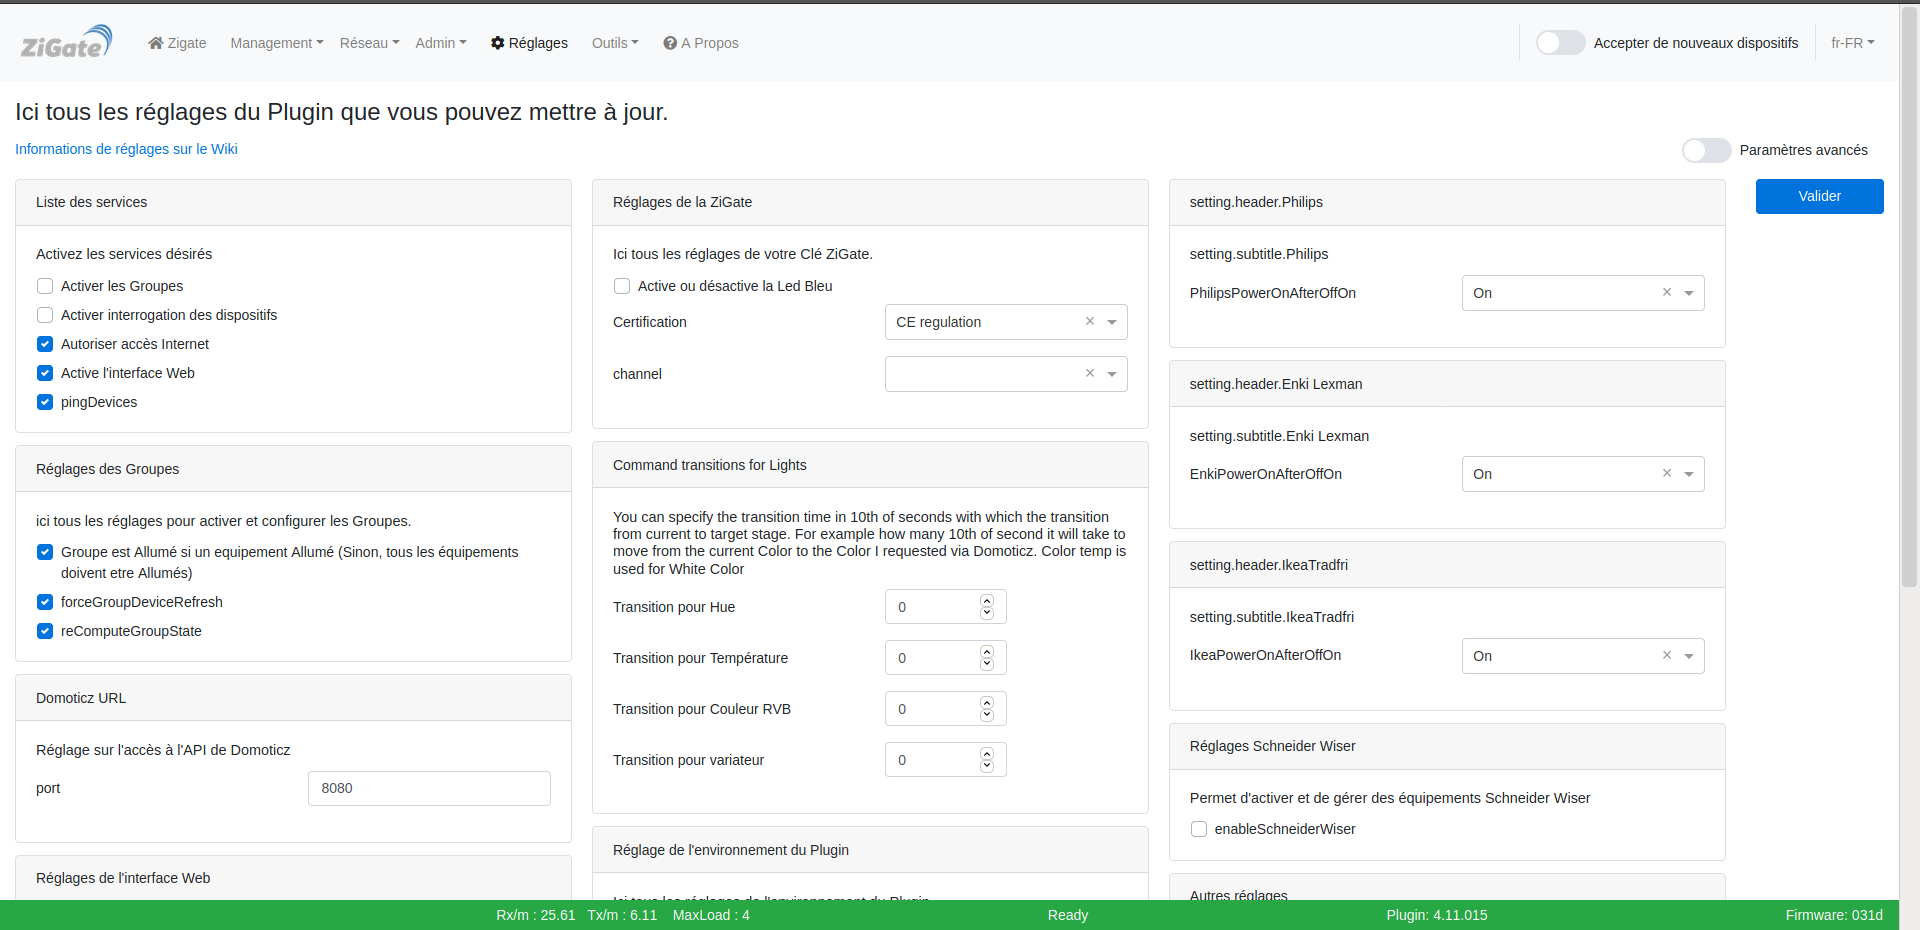 ZiGate
Zigate
Management
Réseau
Admin
Réglages
Outils
A Propos
Accepter de nouveaux dispositifs
fr-FR
Ici tous les réglages du Plugin que vous pouvez mettre à jour.
Informations de réglages sur le Wiki
Paramètres avancés
Valider
Liste des services
Activez les services désirés
Activer les Groupes
Activer interrogation des dispositifs
Autoriser accès Internet
Active l'interface Web
pingDevices
Réglages des Groupes
ici tous les réglages pour activer et configurer les Groupes.
Groupe est Allumé si un equipement Allumé (Sinon, tous les équipements
doivent etre Allumés)
forceGroupDeviceRefresh
reComputeGroupState
Domoticz URL
Réglage sur l'accès à l'API de Domoticz
port
8080
Réglages de l'interface Web
Réglages de la ZiGate
Ici tous les réglages de votre Clé ZiGate.
Active ou désactive la Led Bleu
Certification
CE regulation
channel
Command transitions for Lights
You can specify the transition time in 10th of seconds with which the transition
from current to target stage. For example how many 10th of second it will take to
move from the current Color to the Color I requested via Domoticz. Color temp is
used for White Color
Transition pour Hue
0
Transition pour Température
0
Transition pour Couleur RVB
0
Transition pour variateur
0
Réglage de l'environnement du Plugin
Ici tous les réglages de l'environnement du Plugin
setting.header.Philips
setting.subtitle.Philips
PhilipsPowerOnAfterOffOn
On
setting.header.Enki Lexman
setting.subtitle.Enki Lexman
EnkiPowerOnAfterOffOn
On
setting.header.IkeaTradfri
setting.subtitle.IkeaTradfri
IkeaPowerOnAfterOffOn
On
Réglages Schneider Wiser
Permet d'activer et de gérer des équipements Schneider Wiser
enableSchneiderWiser
Autres réglages
Rx/m : 25.61 Tx/m : 6.11 MaxLoad : 4
Ready
Plugin: 4.11.015
Firmware: 031d